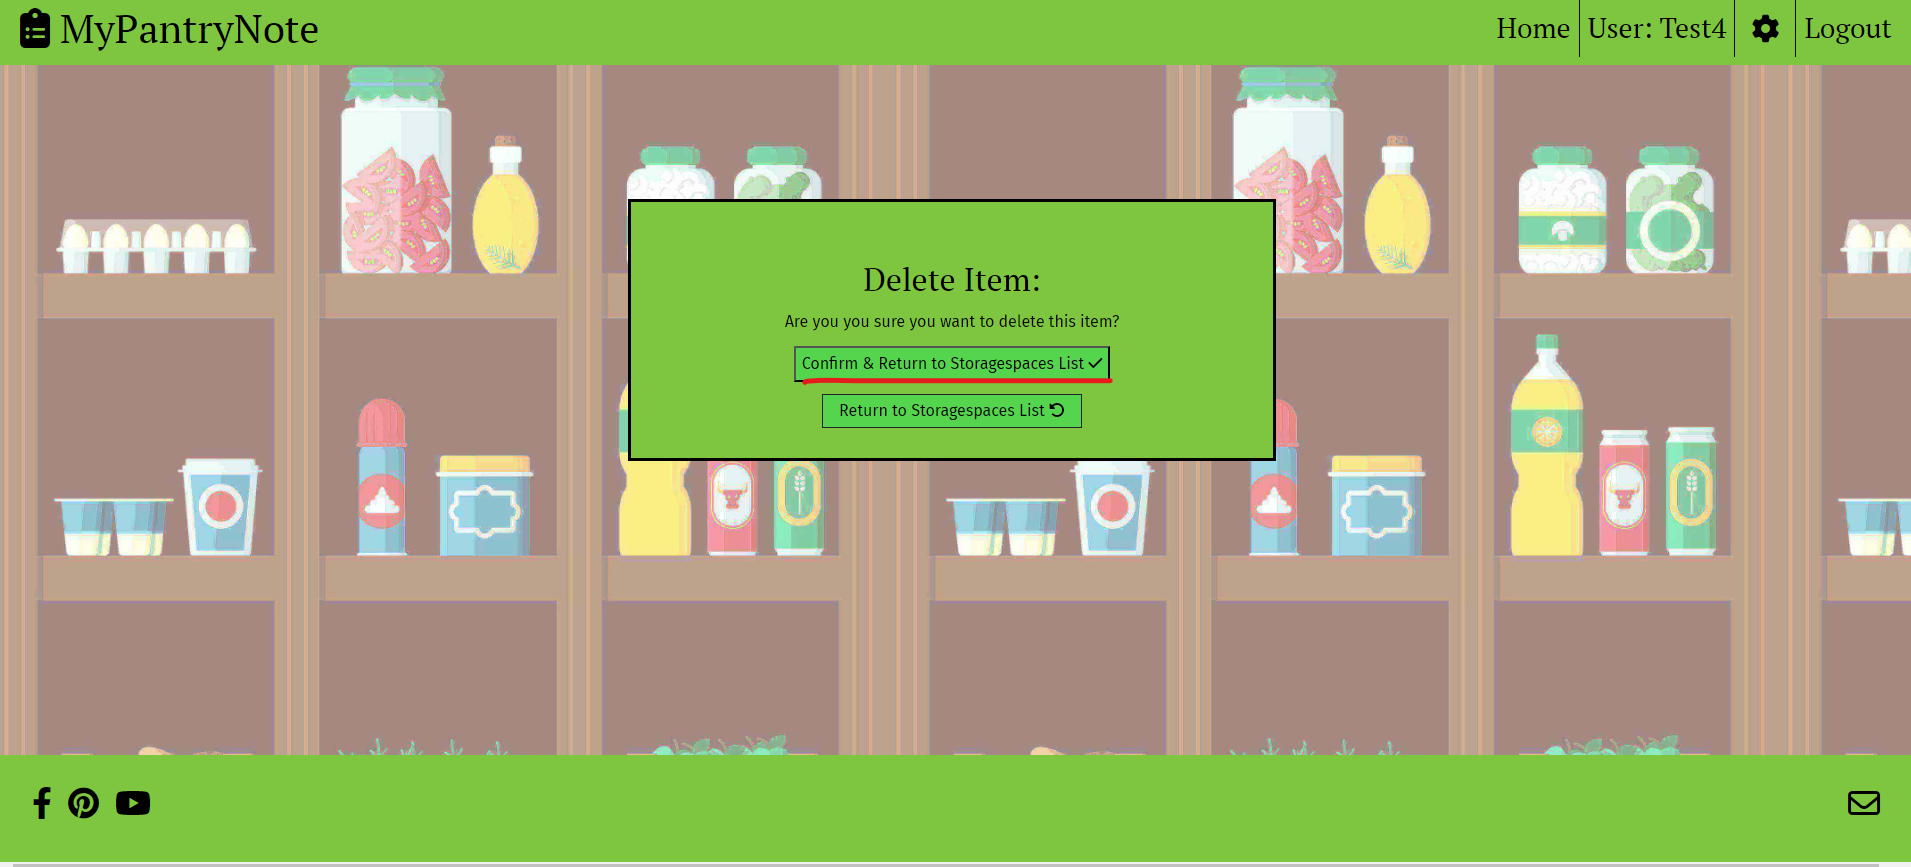 MyPantryNote
Home
User: Test4
Logout
Delete Item:
Are you you sure you want to delete this item?
Confirm & Return to Storagespaces List
Return to Storagespaces List